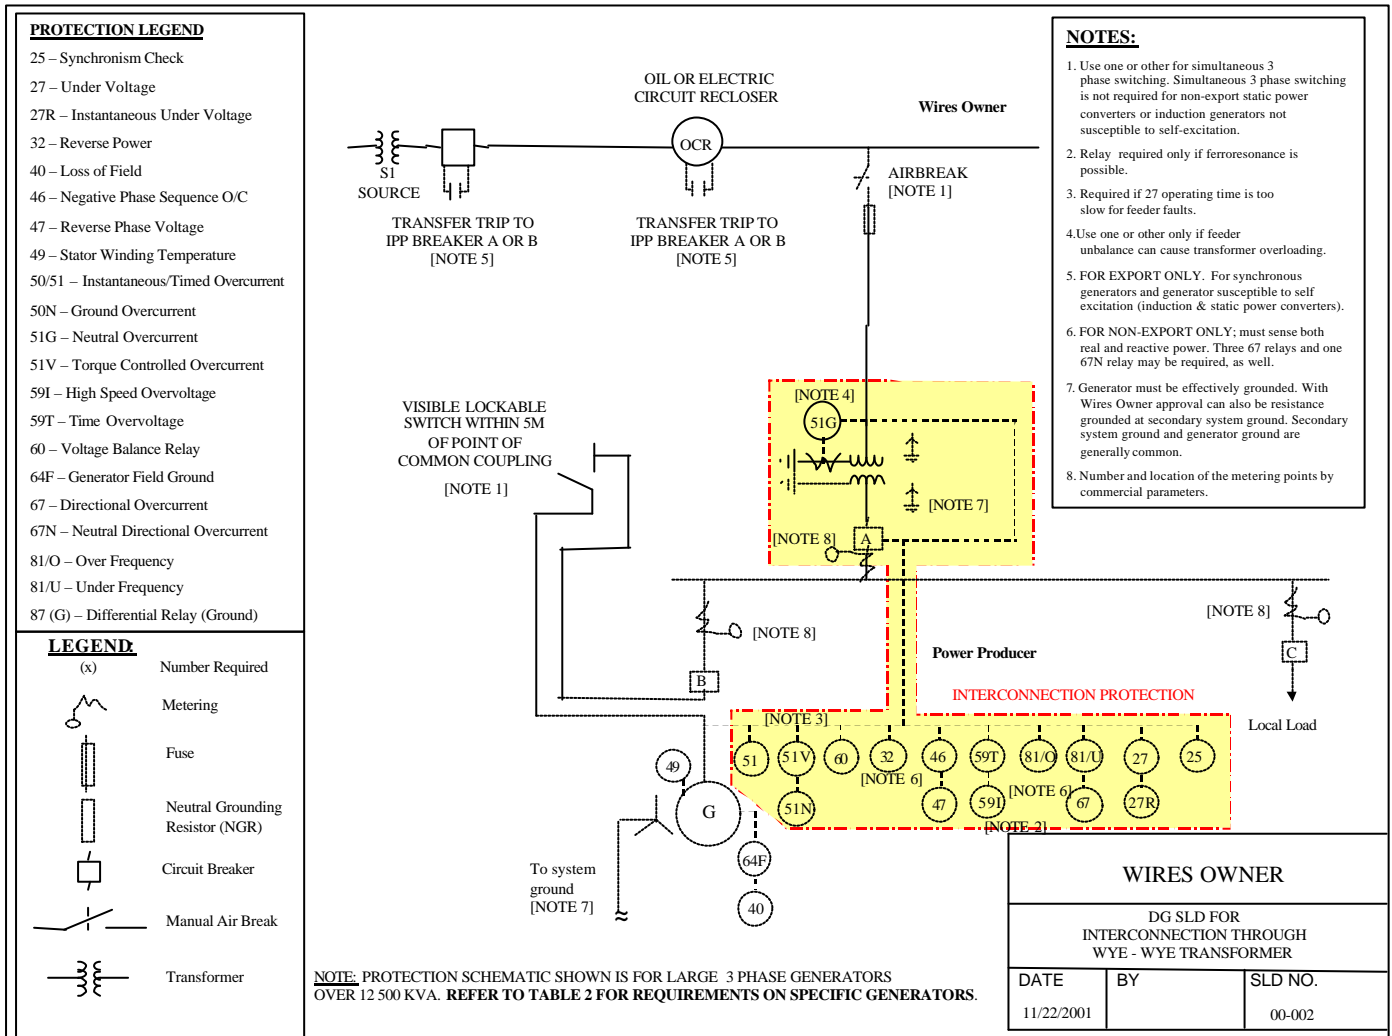 PROTECTION LEGEND
25 – Synchronism Check
27 – Under Voltage
27R – Instantaneous Under Voltage
32 – Reverse Power
40 – Loss of Field
46 – Negative Phase Sequence O/C
47 – Reverse Phase Voltage
49 – Stator Winding Temperature
50/51 – Instantaneous/Timed Overcurrent
50N – Ground Overcurrent
51G – Neutral Overcurrent
51V – Torque Controlled Overcurrent
59I – High Speed Overvoltage
59T – Time Overvoltage
60 – Voltage Balance Relay
64F – Generator Field Ground
67 – Directional Overcurrent
67N – Neutral Directional Overcurrent
81/O – Over Frequency
81/U – Under Frequency
87 (G) – Differential Relay (Ground)
LEGEND:
(x) Number Required
Metering
Fuse
Neutral Grounding
Resistor (NGR)
Circuit Breaker
Manual Air Break
Transformer
OIL OR ELECTRIC
CIRCUIT RECLOSER
Wires Owner
OCR
S1
SOURCE
AIRBREAK
[NOTE 1]
TRANSFER TRIP TO
IPP BREAKER A OR B
[NOTE 5]
TRANSFER TRIP TO
IPP BREAKER A OR B
[NOTE 5]
NOTES:
1. Use one or other for simultaneous 3
phase switching. Simultaneous 3 phase switching
is not required for non-export static power
converters or induction generators not
susceptible to self-excitation.
2. Relay required only if ferroresonance is
possible.
3. Required if 27 operating time is too
slow for feeder faults.
4.Use one or other only if feeder
unbalance can cause transformer overloading.
5. FOR EXPORT ONLY. For synchronous
generators and generator susceptible to self
excitation (induction & static power converters).
6. FOR NON-EXPORT ONLY; must sense both
real and reactive power. Three 67 relays and one
67N relay may be required, as well.
7. Generator must be effectively grounded. With
Wires Owner approval can also be resistance
grounded at secondary system ground. Secondary
system ground and generator ground are
generally common.
8. Number and location of the metering points by
commercial parameters.
VISIBLE LOCKABLE
SWITCH WITHIN 5M
OF POINT OF
COMMON COUPLING
[NOTE 1]
[NOTE 4]
51G
[NOTE 7]
[NOTE 8]
A
[NOTE 8]
B
[NOTE 8]
C
Power Producer
INTERCONNECTION PROTECTION
Local Load
[NOTE 3]
51
51V
60
32
46
59T
81/O
81/U
27
25
[NOTE 6]
[NOTE 6]
51N
47
59I
67
27R
[NOTE 2]
49
G
64F
40
To system
ground
[NOTE 7]
NOTE: PROTECTION SCHEMATIC SHOWN IS FOR LARGE 3 PHASE GENERATORS
OVER 12 500 KVA. REFER TO TABLE 2 FOR REQUIREMENTS ON SPECIFIC GENERATORS.
WIRES OWNER
DG SLD FOR
INTERCONNECTION THROUGH
WYE - WYE TRANSFORMER
DATE BY SLD NO.
11/22/2001 00-002